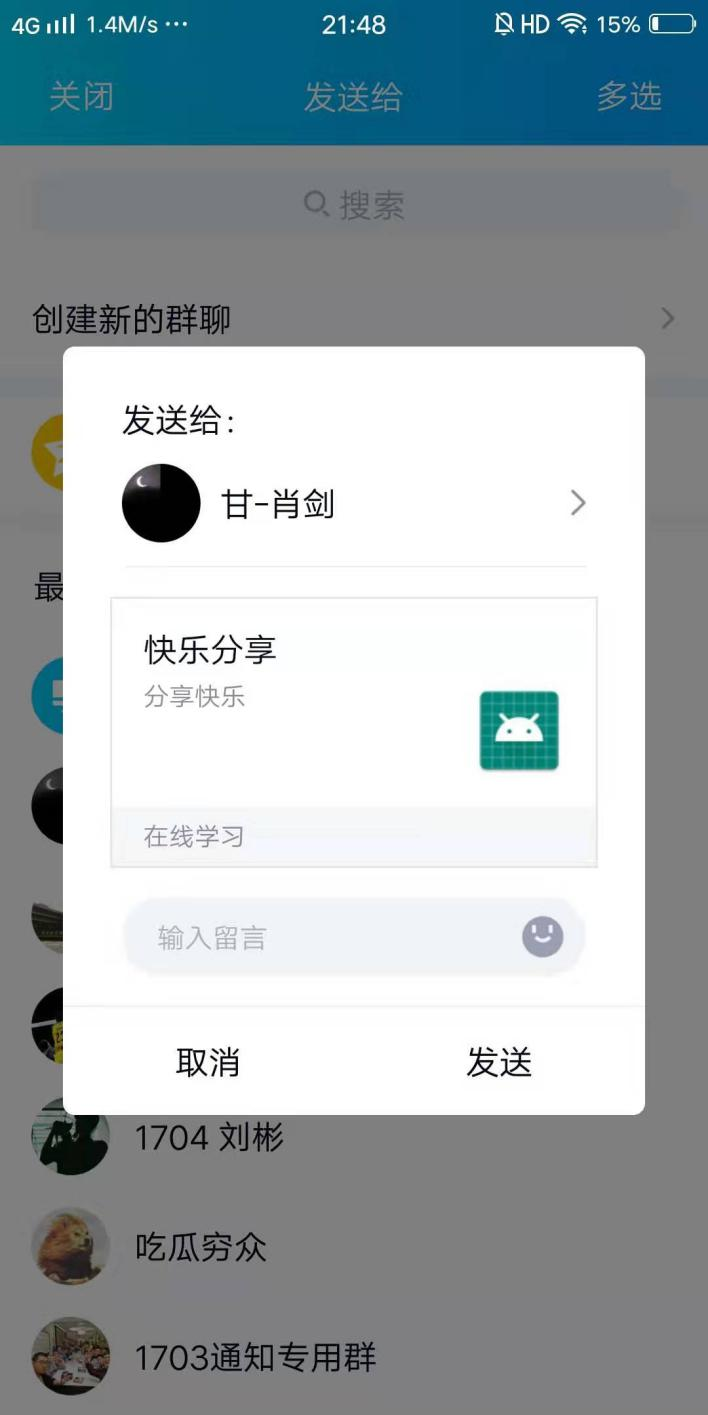 4G 1.4M/s ··· 21:48 HD 15%
关闭 发送给 多选
搜索
创建新的群聊
发送给:
甘-肖剑
最
快乐分享
分享快乐
在线学习
输入留言
取消 发送
1704 刘彬
吃瓜穷众
1703通知专用群